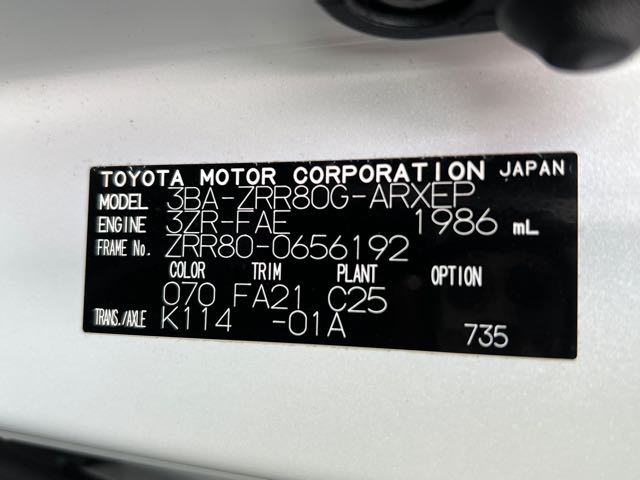 TOYOTA MOTOR CORPORATION JAPAN
MODEL 3BA-ZRR80G-ARXEP
ENGINE 3ZR-FAE 1986 mL
FRAME No. ZRR80-0656192
COLOR TRIM PLANT OPTION
070 FA21 C25
TRANS./AXLE K114 -01A 735